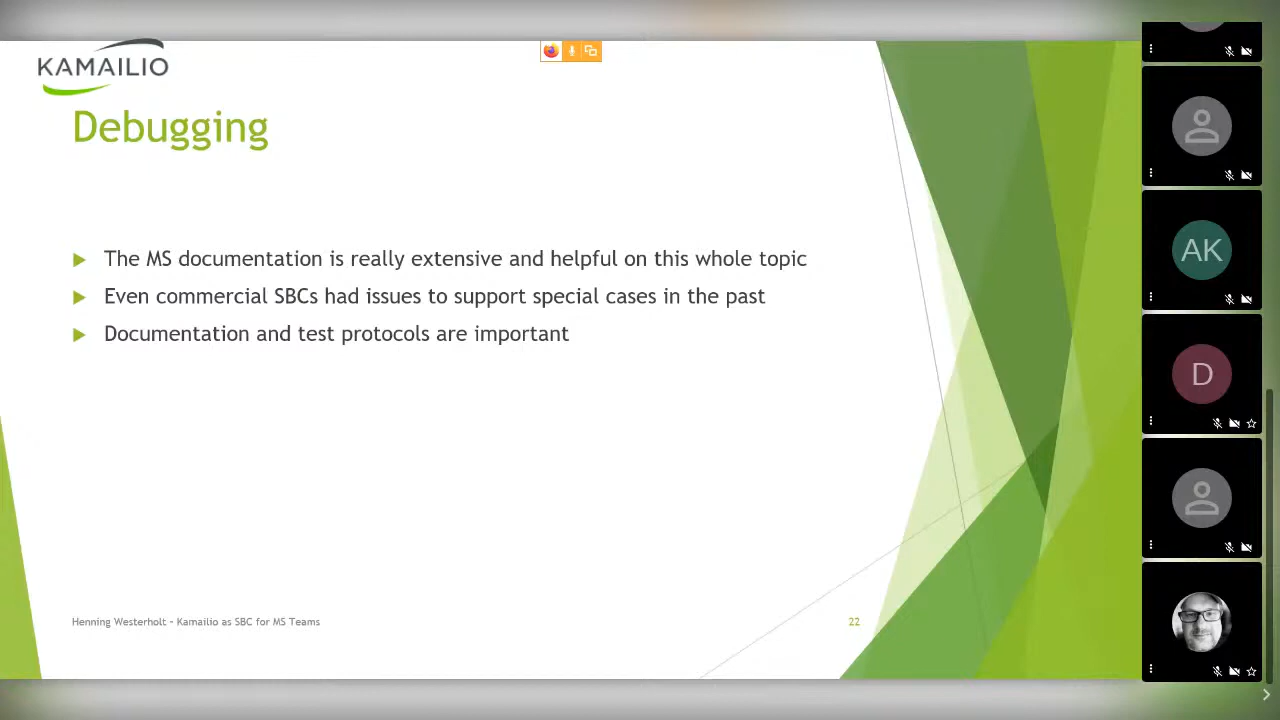 KAMAILIO
Debugging
The MS documentation is really extensive and helpful on this whole topic
Even commercial SBCs had issues to support special cases in the past
Documentation and test protocols are important
Henning Westerholt - Kamailio as SBC for MS Teams
22
AK
D